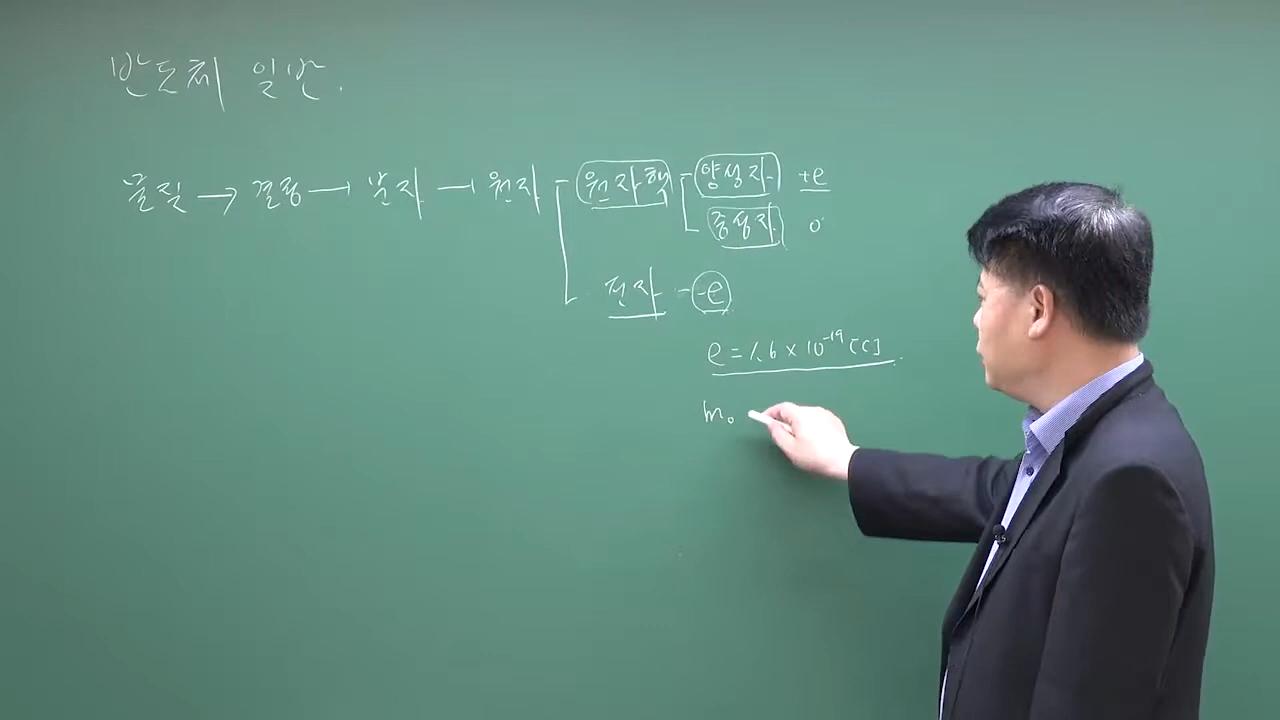 반도체 일반.
물질 → 결정 → 분자 → 원자 원자핵 양성자 +e
중성자 0
전자 - -e
e = 1.6 × 10⁻¹⁹ [C]
m₀